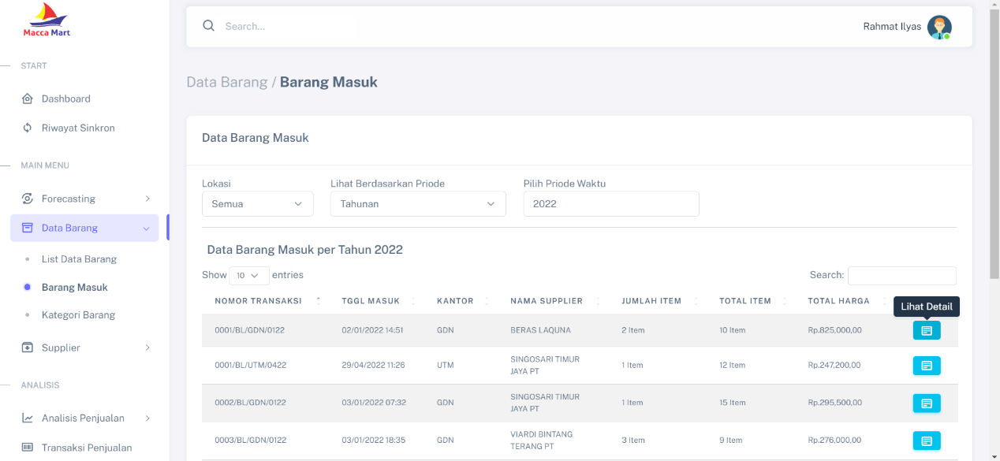 Macca Mart
START
Dashboard
Riwayat Sinkron
MAIN MENU
Forecasting
Data Barang
List Data Barang
Barang Masuk
Kategori Barang
Supplier
ANALISIS
Analisis Penjualan
Transaksi Penjualan
Search...
Rahmat Ilyas
Data Barang / Barang Masuk
Data Barang Masuk
Lokasi Lihat Berdasarkan Priode Pilih Priode Waktu
Semua Tahunan 2022
Data Barang Masuk per Tahun 2022
Show 10 entries Search:
NOMOR TRANSAKSI TGGL MASUK KANTOR NAMA SUPPLIER JUMLAH ITEM TOTAL ITEM TOTAL HARGA
Lihat Detail
0001/BL/GDN/0122 02/01/2022 14:51 GDN BERAS LAQUNA 2 Item 10 Item Rp.825,000,00
0001/BL/UTM/0422 29/04/2022 11:26 UTM SINGOSARI TIMUR JAYA PT 1 Item 12 Item Rp.247,200,00
0002/BL/GDN/0122 03/01/2022 07:32 GDN SINGOSARI TIMUR JAYA PT 1 Item 15 Item Rp.295,500,00
0003/BL/GDN/0122 03/01/2022 18:35 GDN VIARDI BINTANG TERANG PT 3 Item 9 Item Rp.276,000,00